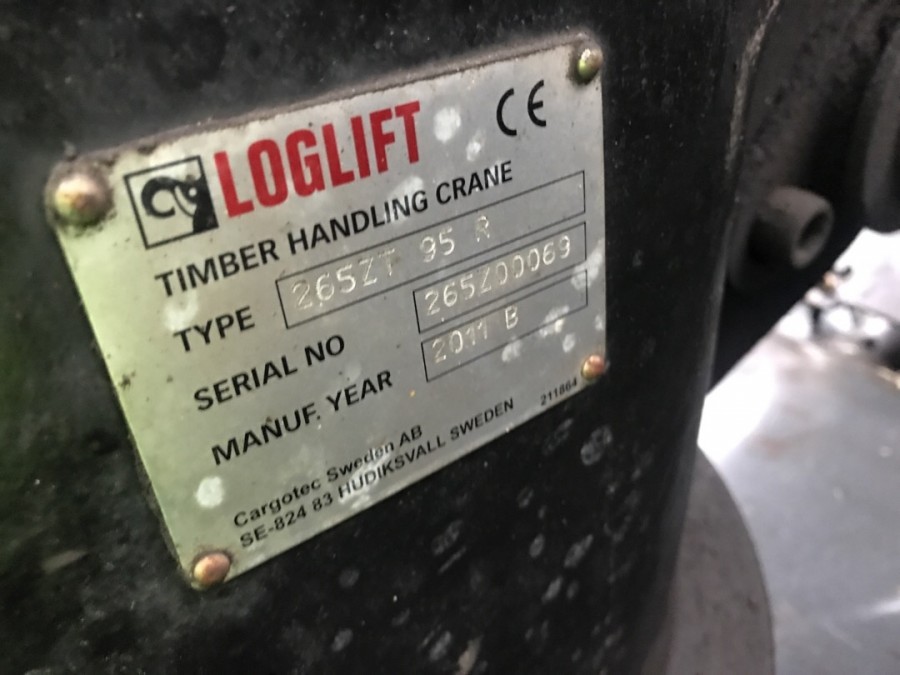 LOGLIFT CE
TIMBER HANDLING CRANE
TYPE 265ZT 95 R
SERIAL NO 265Z00069
MANUF. YEAR 2011 B
Cargotec Sweden AB
SE-824 83 HUDIKSVALL SWEDEN 211864